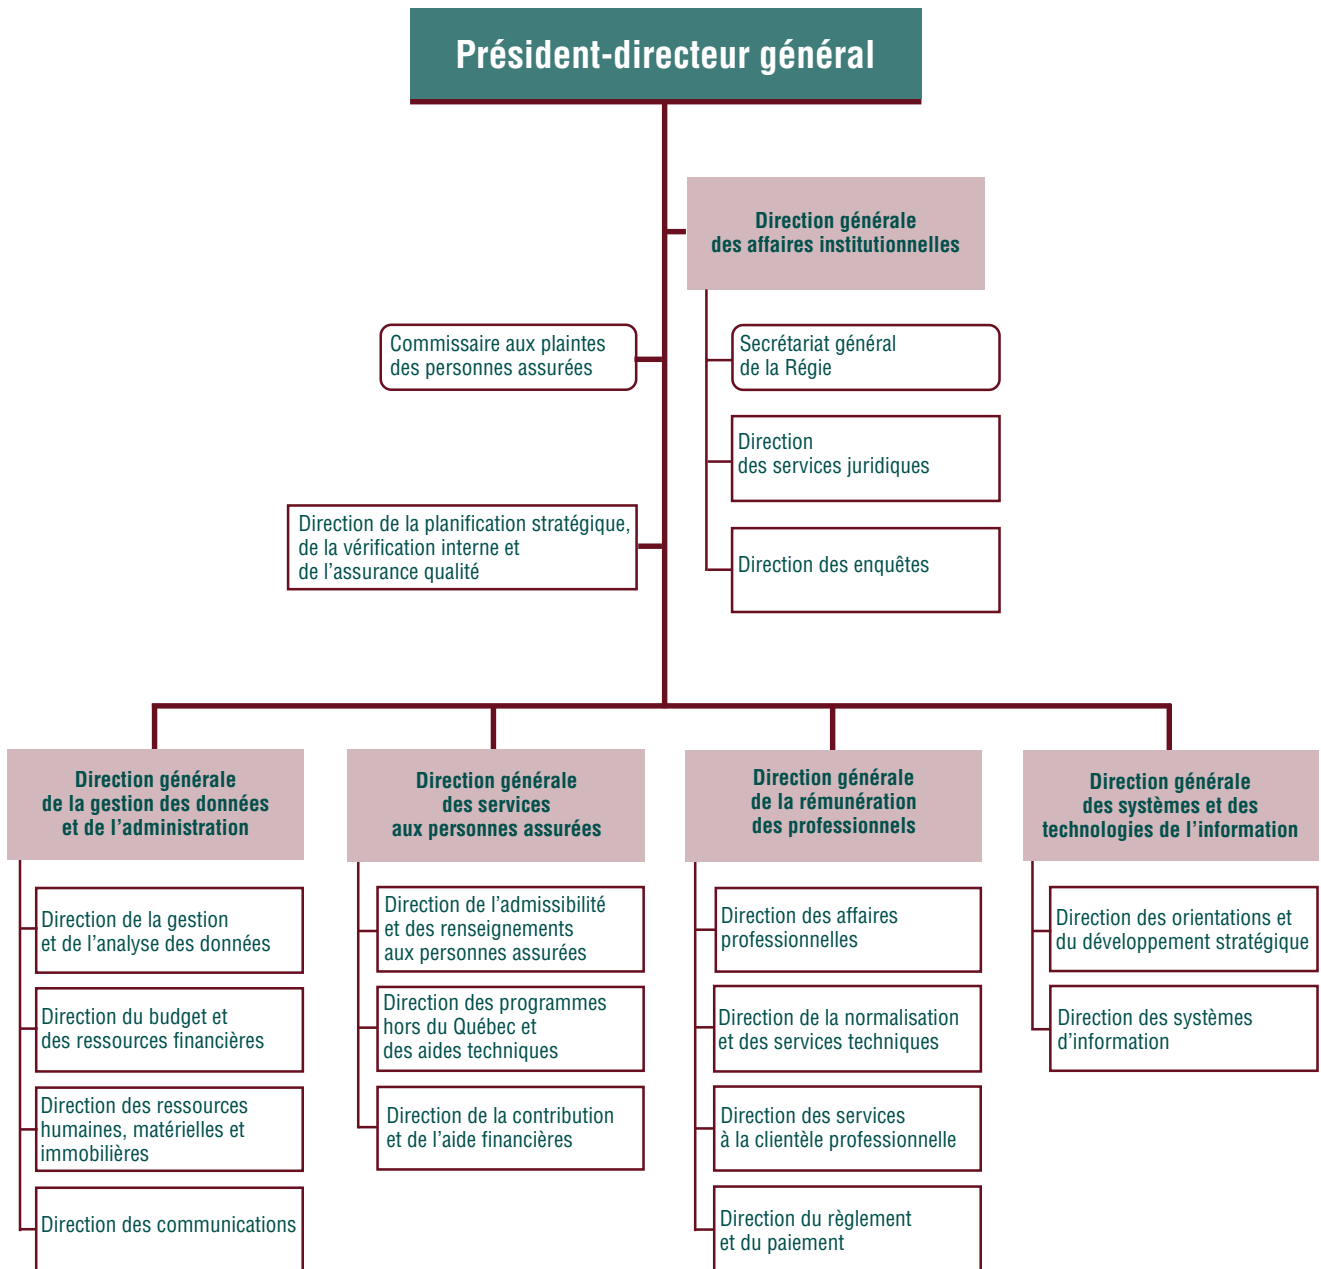 Président-directeur général
Direction générale
des affaires institutionnelles
Commissaire aux plaintes
des personnes assurées
Secrétariat général
de la Régie
Direction
des services juridiques
Direction de la planification stratégique,
de la vérification interne et
de l'assurance qualité
Direction des enquêtes
Direction générale
de la gestion des données
et de l'administration
Direction de la gestion
et de l'analyse des données
Direction du budget et
des ressources financières
Direction des ressources
humaines, matérielles et
immobilières
Direction des communications
Direction générale
des services
aux personnes assurées
Direction de l'admissibilité
et des renseignements
aux personnes assurées
Direction des programmes
hors du Québec et
des aides techniques
Direction de la contribution
et de l'aide financières
Direction générale
de la rémunération
des professionnels
Direction des affaires
professionnelles
Direction de la normalisation
et des services techniques
Direction des services
à la clientèle professionnelle
Direction du règlement
et du paiement
Direction générale
des systèmes et des
technologies de l'information
Direction des orientations et
du développement stratégique
Direction des systèmes
d'information